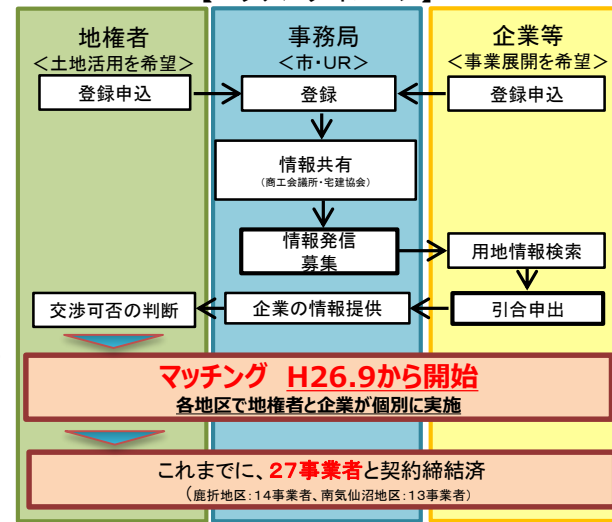 地権者
＜土地活用を希望＞
事務局
＜市・UR＞
企業等
＜事業展開を希望＞
登録申込
登録
登録申込
情報共有
（商工会議所・宅建協会）
情報発信
募集
用地情報検索
交渉可否の判断
企業の情報提供
引合申出
マッチング H26.9から開始
各地区で地権者と企業が個別に実施
これまでに、27事業者と契約締結済
（鹿折地区：14事業者、南気仙沼地区：13事業者）